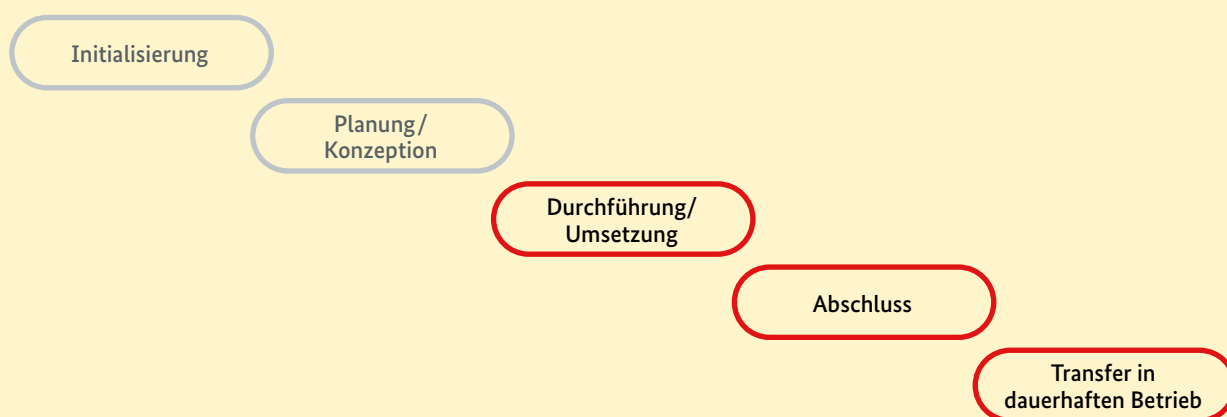 Initialisierung
Planung/
Konzeption
Durchführung/
Umsetzung
Abschluss
Transfer in
dauerhaften Betrieb